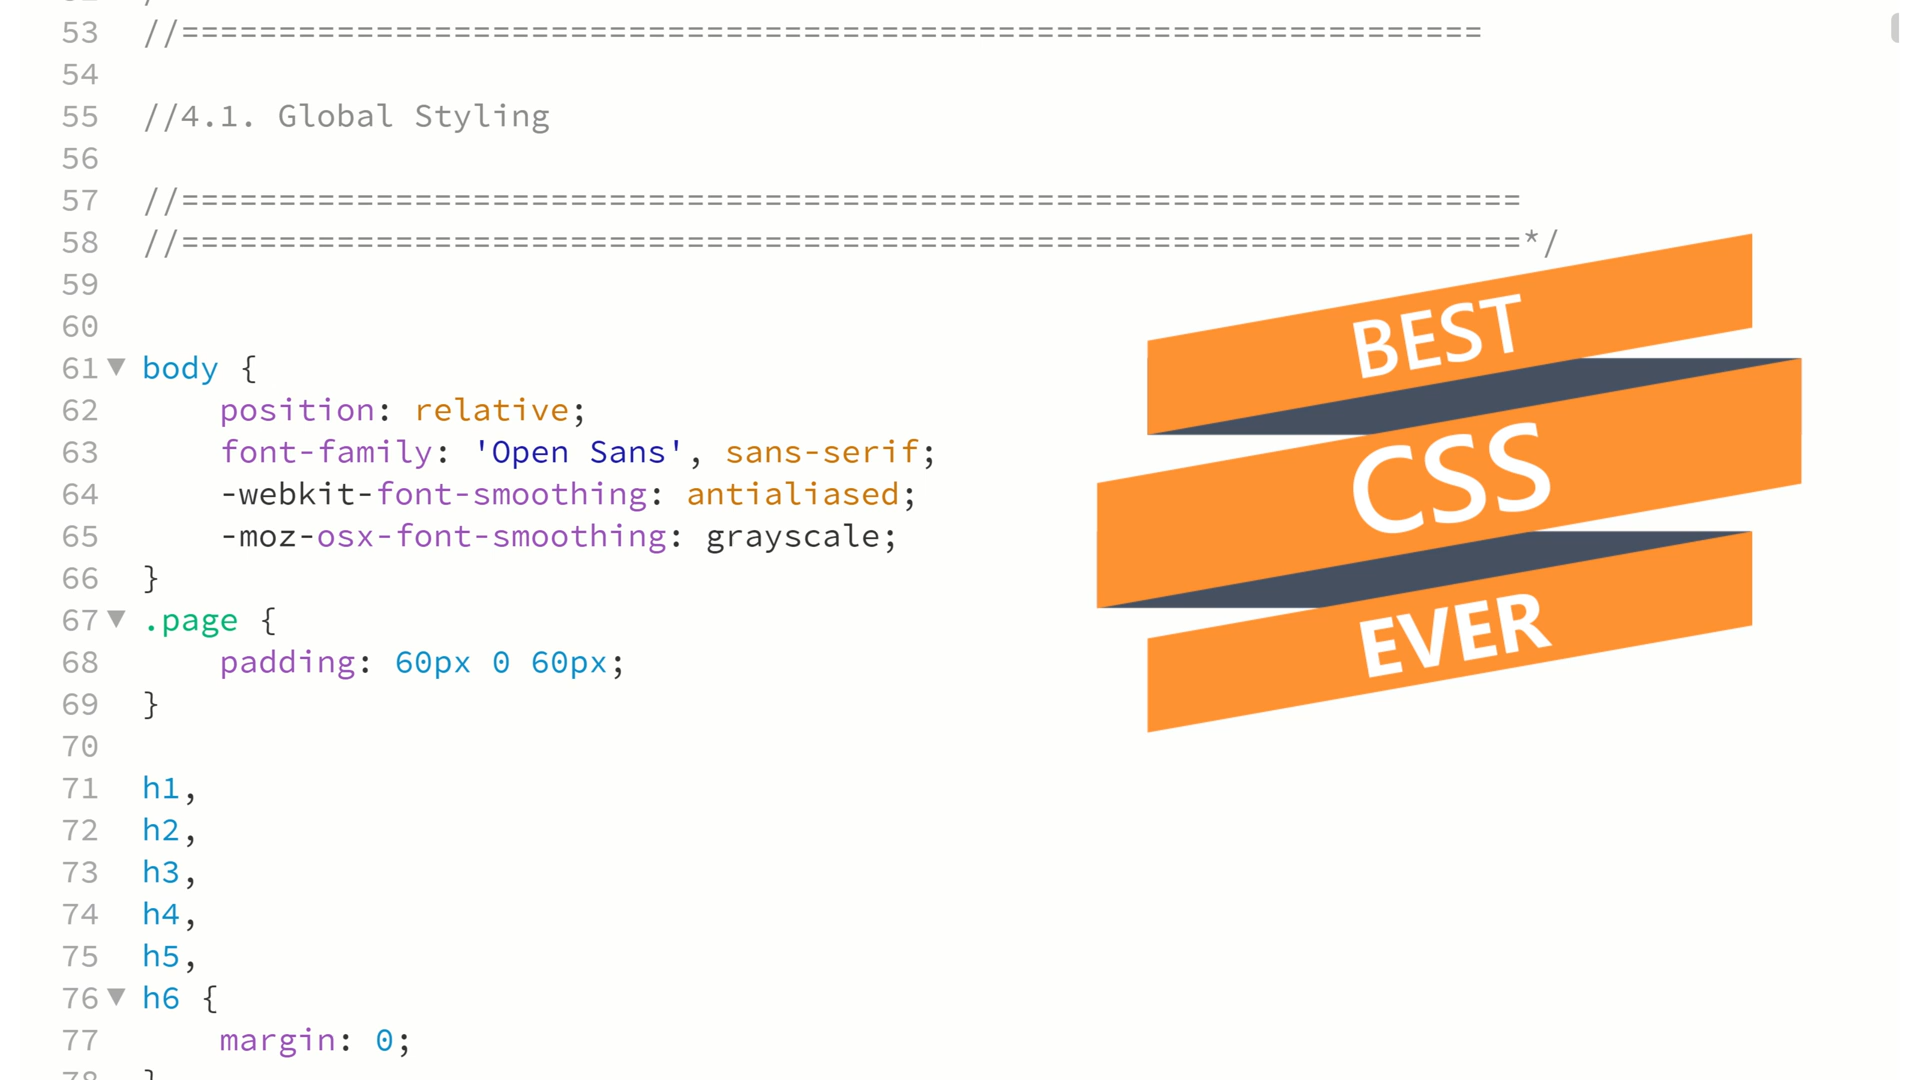 53 //===================================================================
54
55 //4.1. Global Styling
56
57 //=====================================================================
58 //=====================================================================*/
59
60
61 body {
62     position: relative;
63     font-family: 'Open Sans', sans-serif;
64     -webkit-font-smoothing: antialiased;
65     -moz-osx-font-smoothing: grayscale;
66 }
67 .page {
68     padding: 60px 0 60px;
69 }
70
71 h1,
72 h2,
73 h3,
74 h4,
75 h5,
76 h6 {
77     margin: 0;
BEST
CSS
EVER